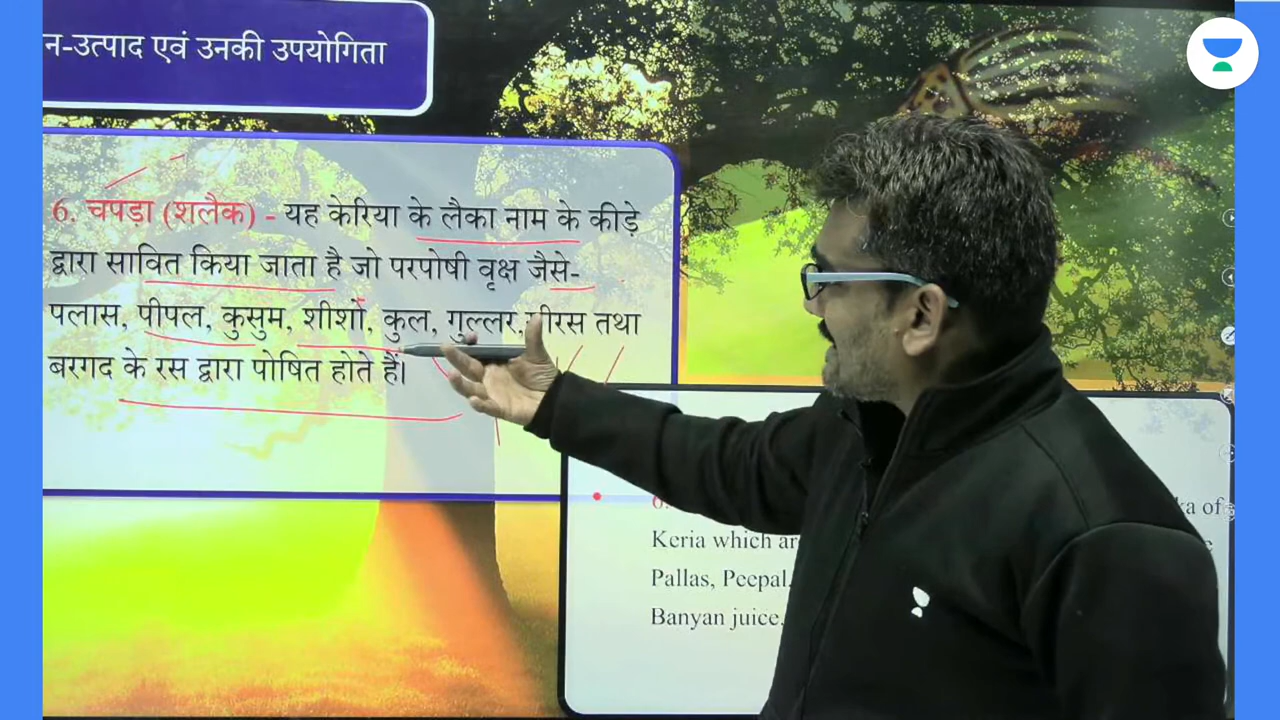 न-उत्पाद एवं उनकी उपयोगिता
6. चपड़ा (शलैक) - यह केरिया के लैका नाम के कीड़े
द्वारा सावित किया जाता है जो परपोषी वृक्ष जैसे-
पलास, पीपल, कुसुम, शीशों, कुल, गुल्लर, सीरस तथा
बरगद के रस द्वारा पोषित होते हैं।
6. ka of
Keria which ar
Pallas, Peepal,
Banyan juice.